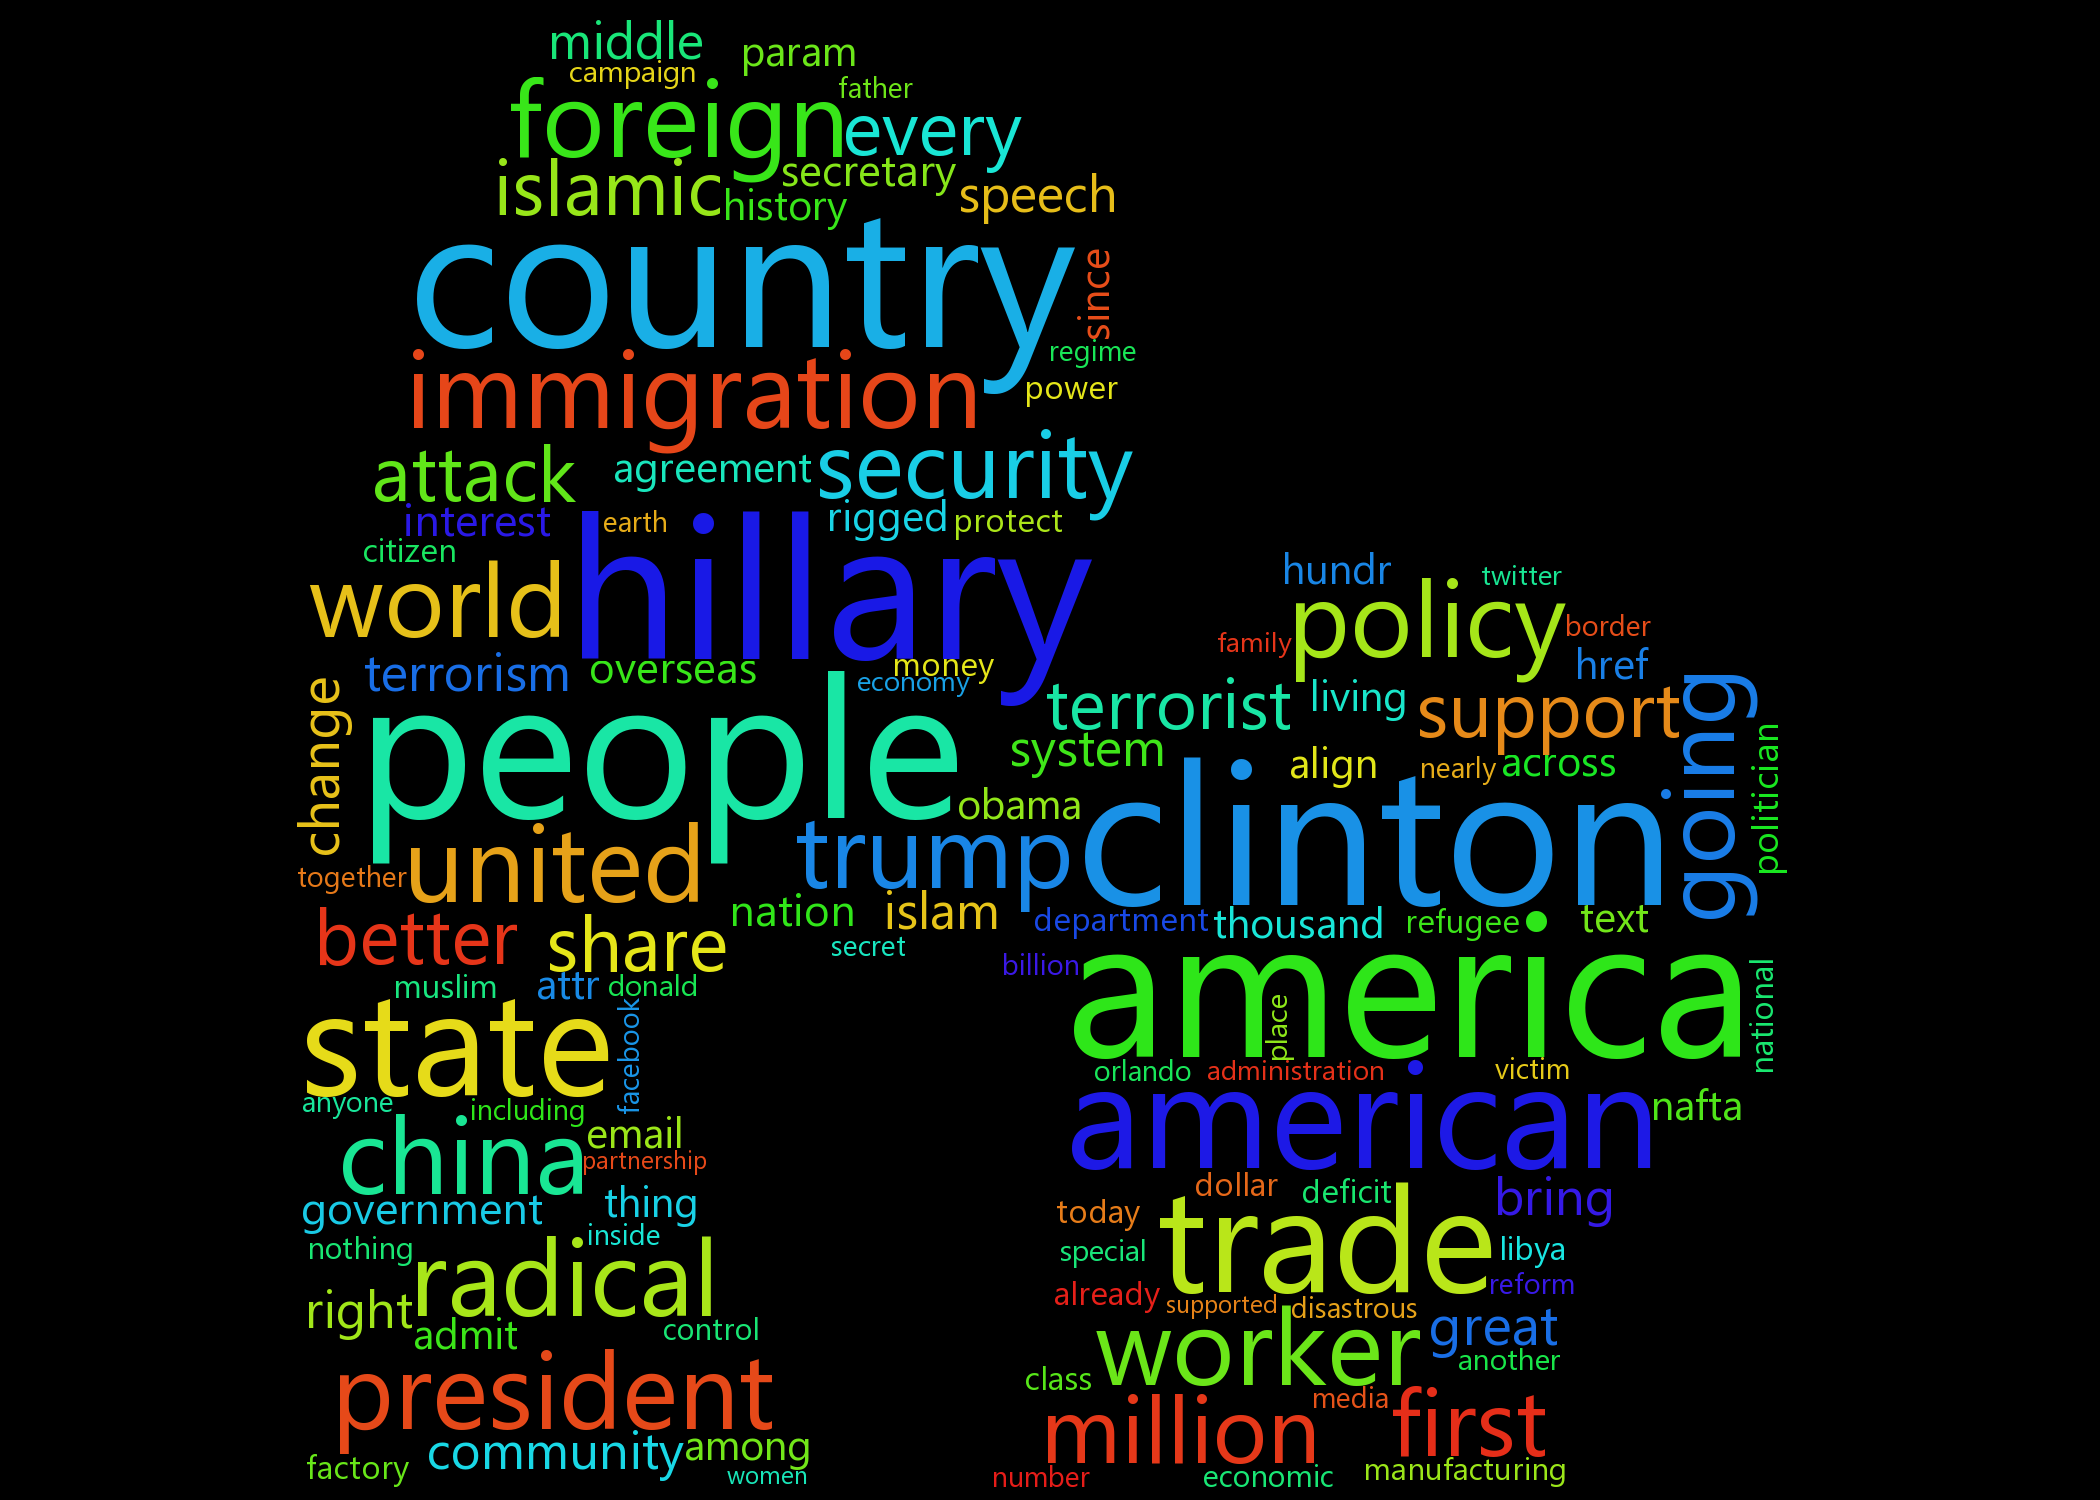 middle
param
campaign
father
foreign
every
islamic
secretary
history
speech
country
since
regime
immigration
power
attack
agreement
security
interest
earth
rigged
protect
citizen
hillary
world
hundr
twitter
policy
border
family
terrorism
overseas
money
economy
href
change
people
terrorist
living
support
going
system
align
nearly
across
politician
obama
clinton
united
trump
together
better
share
nation
islam
secret
department
thousand
refugee
text
billion
america
national
muslim
attr
donald
state
facebook
place
orlando
administration
victim
anyone
including
american
nafta
china
email
partnership
government
thing
inside
dollar
deficit
bring
today
trade
nothing
radical
special
libya
right
already
reform
admit
control
supported
disastrous
worker
great
another
president
class
media
million
first
community
among
factory
women
number
economic
manufacturing